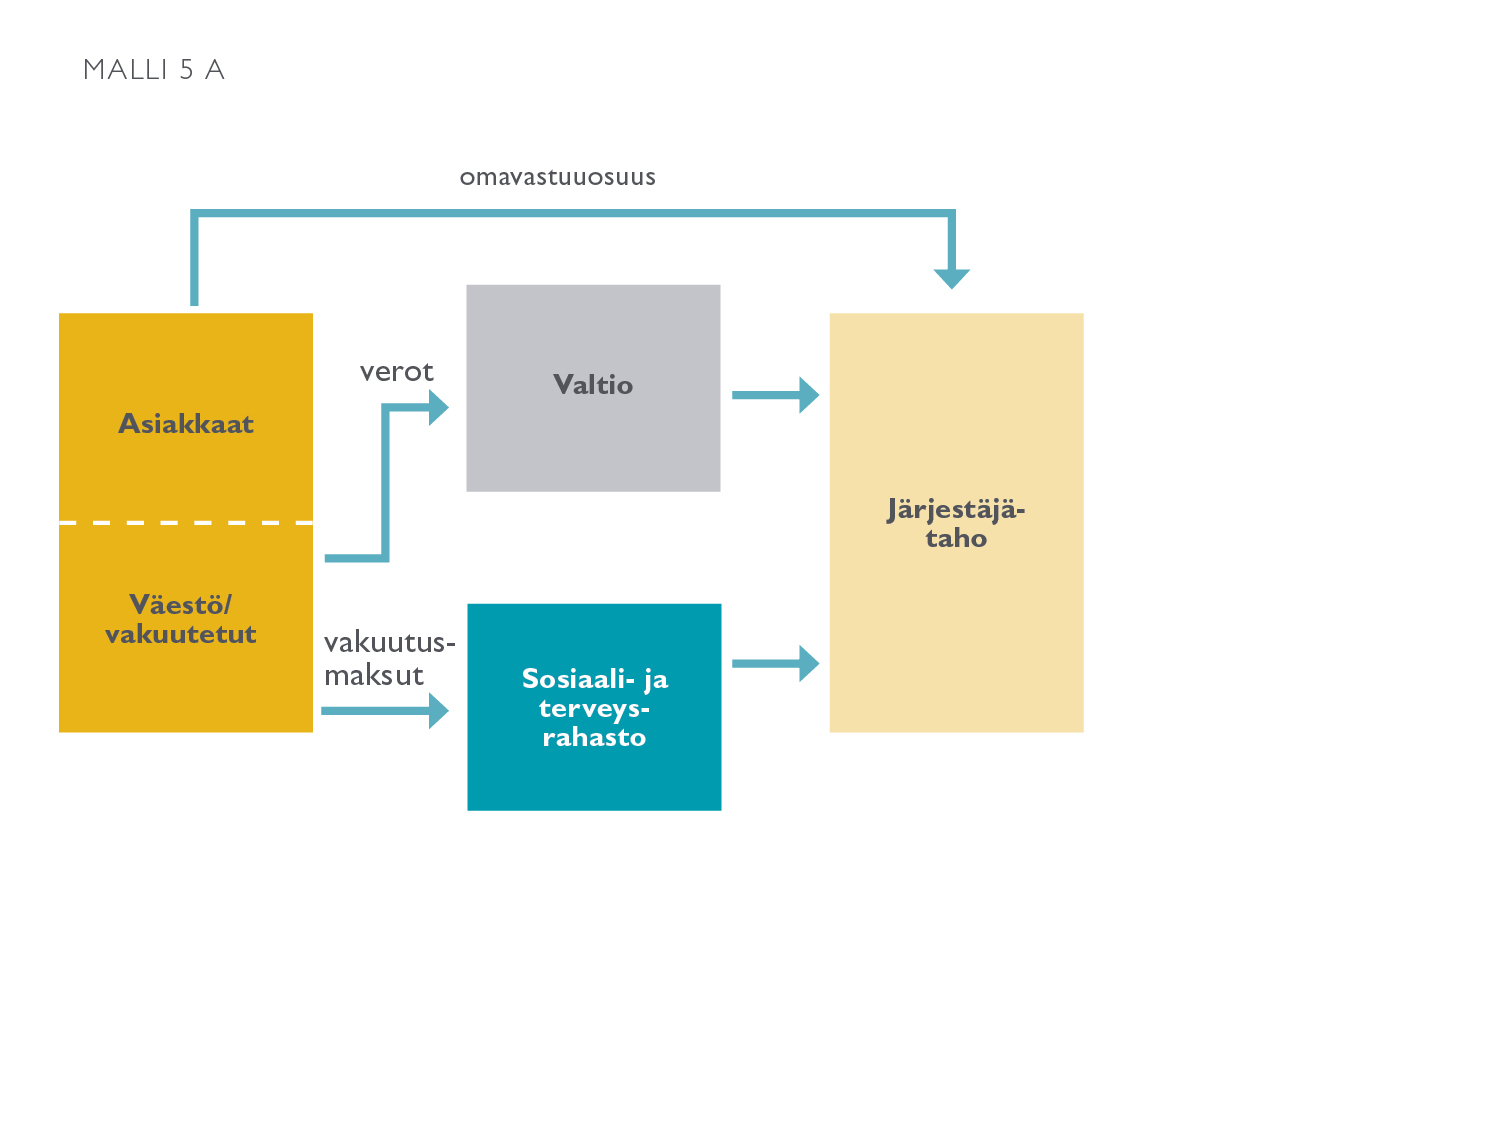 MALLI 5 A
omavastuuosuus
verot
Valtio
Asiakkaat
Järjestäjä-
taho
Väestö/
vakuutetut
vakuutus-
maksut
Sosiaali- ja
terveys-
rahasto